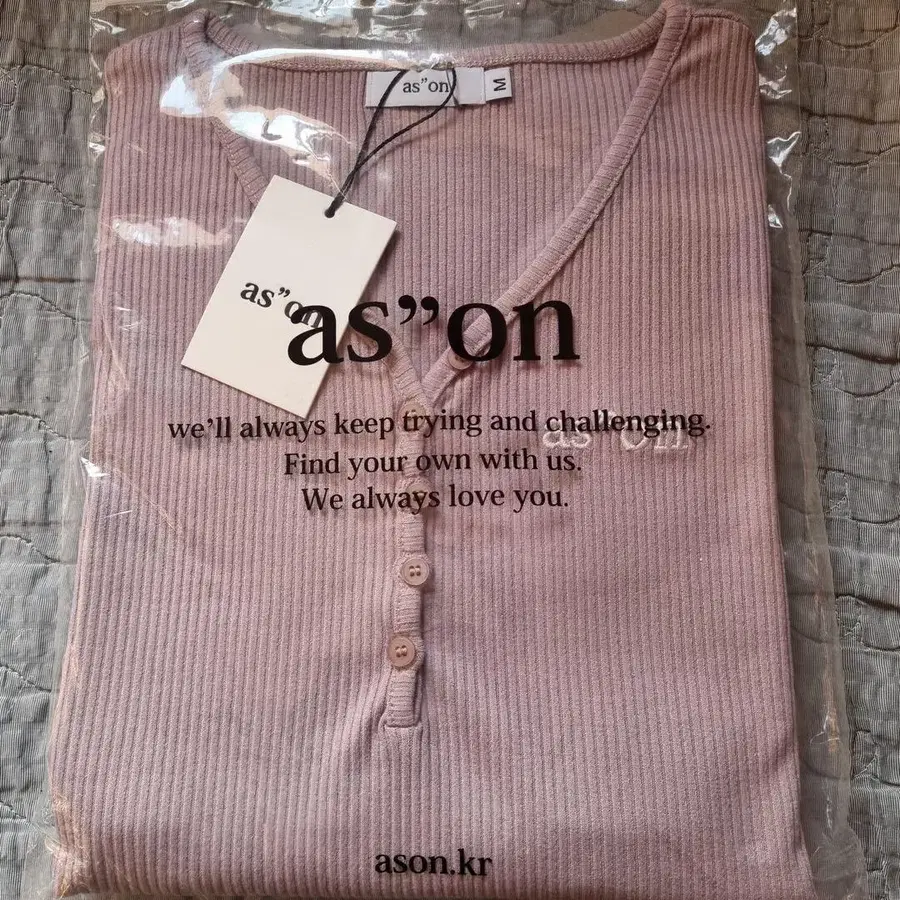 as”on
M
as”on
as”on
we’ll always keep trying and challenging.
as”on
Find your own with us.
We always love you.
ason.kr